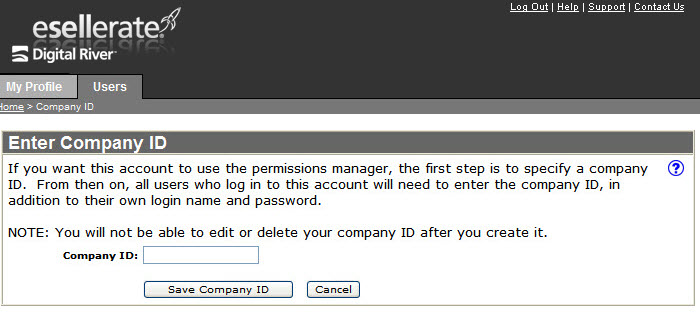 esellerate.
Digital River
Log Out | Help | Support | Contact Us
My Profile Users
Home > Company ID
Enter Company ID
If you want this account to use the permissions manager, the first step is to specify a company
ID. From then on, all users who log in to this account will need to enter the company ID, in
addition to their own login name and password.
?
NOTE: You will not be able to edit or delete your company ID after you create it.
Company ID:
Save Company ID Cancel